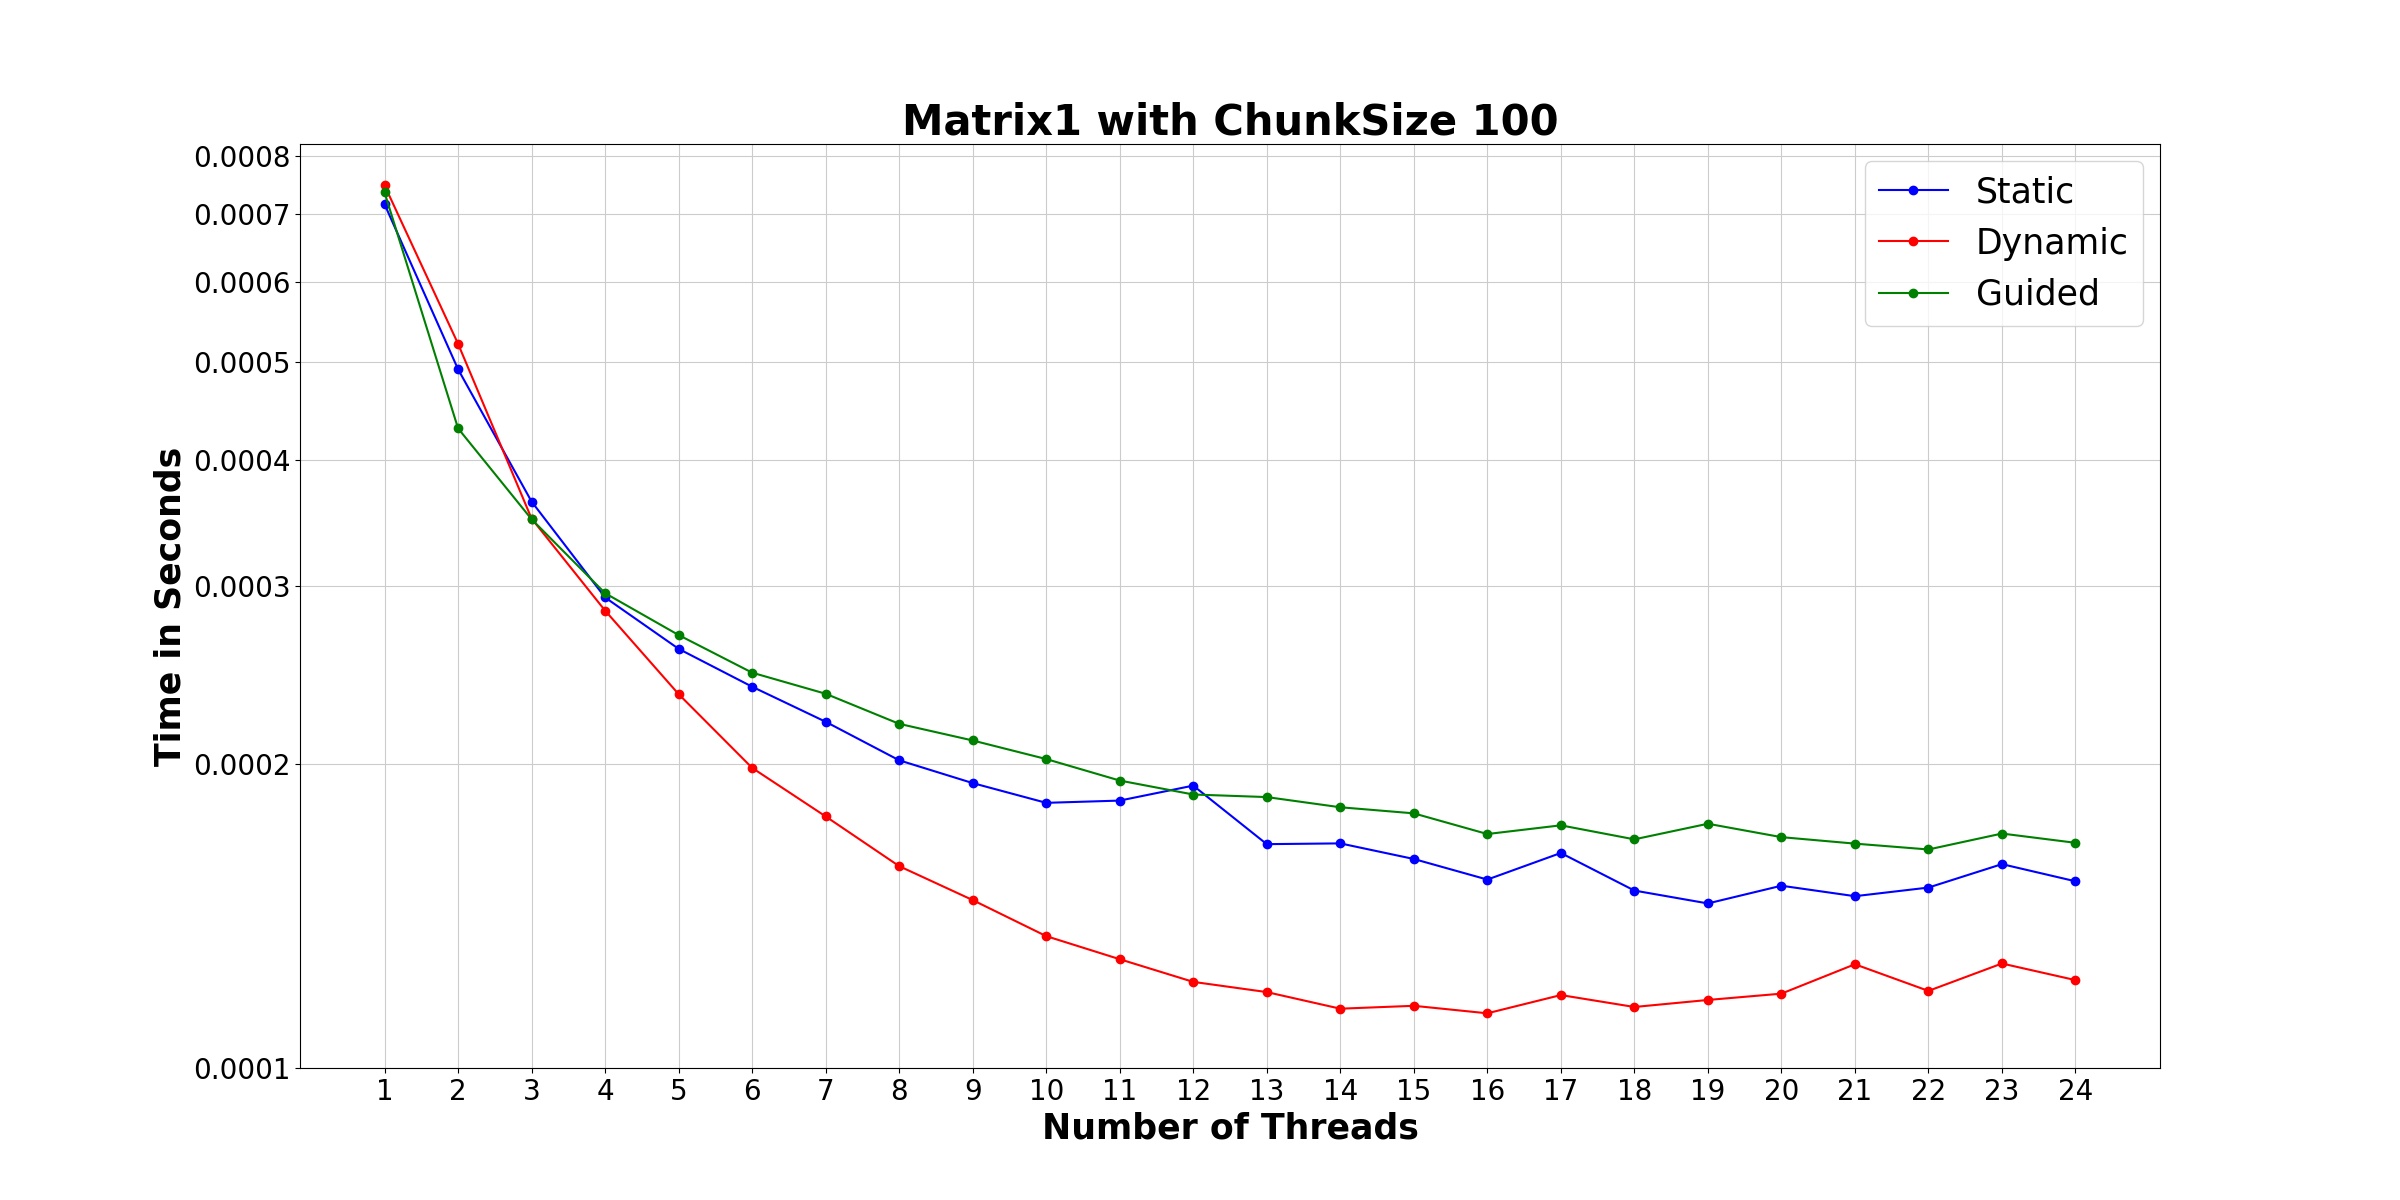 Matrix1 with ChunkSize 100
0.0008
0.0007
0.0006
0.0005
0.0004
0.0003
0.0002
0.0001
Time in Seconds
Static
Dynamic
Guided
1 2 3 4 5 6 7 8 9 10 11 12 13 14 15 16 17 18 19 20 21 22 23 24
Number of Threads